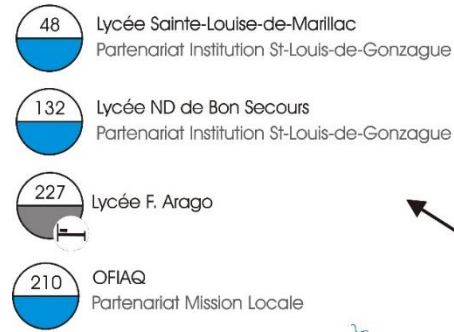 48
Lycée Sainte-Louise-de-Marillac
Partenariat Institution St-Louis-de-Gonzague
132
Lycée ND de Bon Secours
Partenariat Institution St-Louis-de-Gonzague
227
Lycée F. Arago
210
OFIAQ
Partenariat Mission Locale